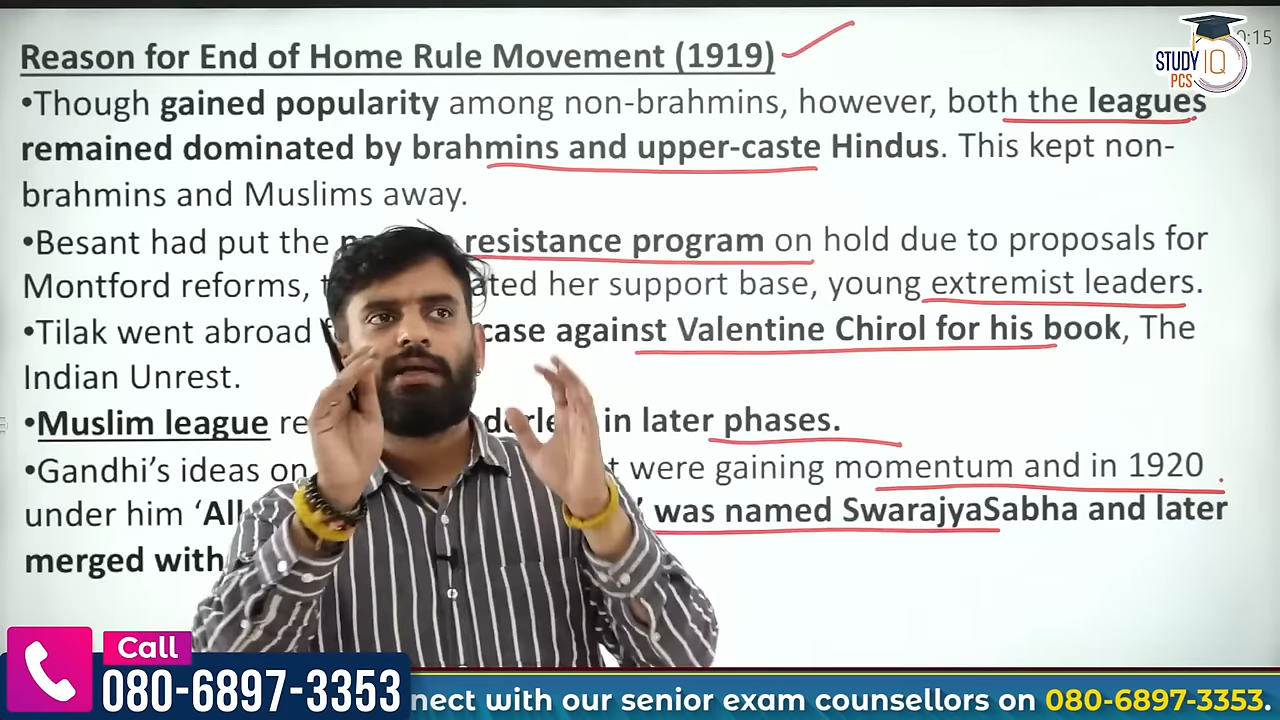 Reason for End of Home Rule Movement (1919)
:15
STUDY IQ
PCS
•Though gained popularity among non-brahmins, however, both the leagues
remained dominated by brahmins and upper-caste Hindus. This kept non-
brahmins and Muslims away.
•Besant had put the resistance program on hold due to proposals for
Montford reforms, ated her support base, young extremist leaders.
•Tilak went abroad case against Valentine Chirol for his book, The
Indian Unrest.
•Muslim league re in later phases.
•Gandhi's ideas on t were gaining momentum and in 1920
under him ‘All ’ was named SwarajyaSabha and later
merged with
Call
080-6897-3353
nnect with our senior exam counsellors on 080-6897-3353.